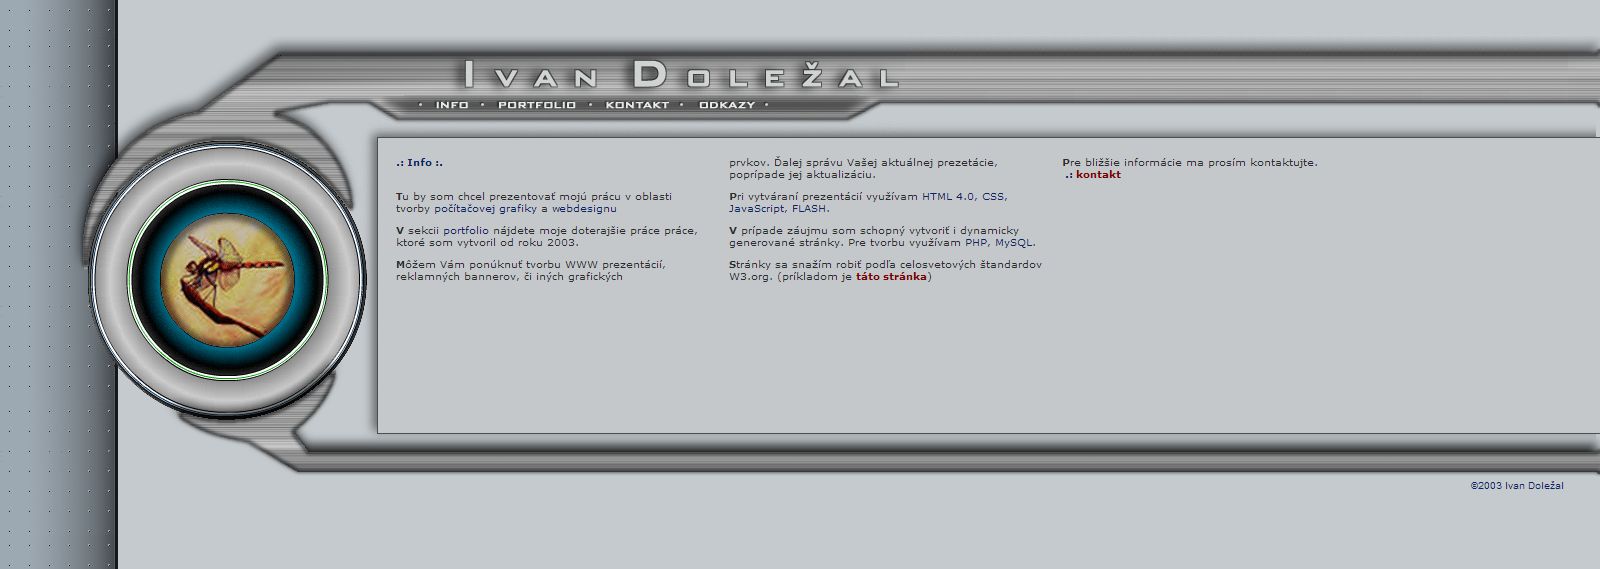 Ivan Doležal
· INFO · PORTFOLIO · KONTAKT · ODKAZY ·
.: Info :.
Tu by som chcel prezentovať mojú prácu v oblasti
tvorby počítačovej grafiky a webdesignu
V sekcii portfolio nájdete moje doterajšie práce práce,
ktoré som vytvoril od roku 2003.
Môžem Vám ponúknuť tvorbu WWW prezentácií,
reklamných bannerov, či iných grafických
prvkov. Ďalej správu Vašej aktuálnej prezetácie,
poprípade jej aktualizáciu.
Pri vytváraní prezentácií využívam HTML 4.0, CSS,
JavaScript, FLASH.
V prípade záujmu som schopný vytvoriť i dynamicky
generované stránky. Pre tvorbu využívam PHP, MySQL.
Stránky sa snažím robiť podľa celosvetových štandardov
W3.org. (príkladom je táto stránka)
Pre bližšie informácie ma prosím kontaktujte.
.: kontakt
©2003 Ivan Doležal